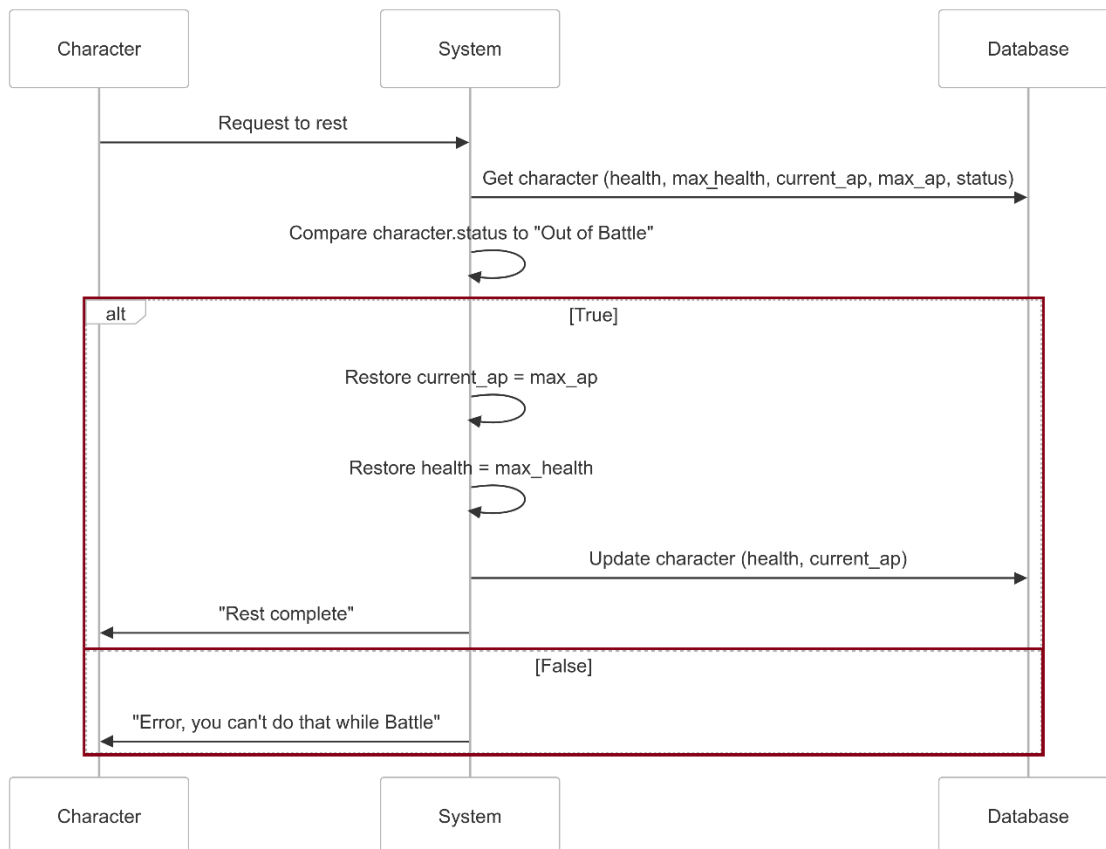 Character
System
Database
Request to rest
Get character (health, max_health, current_ap, max_ap, status)
Compare character.status to "Out of Battle"
alt
[True]
Restore current_ap = max_ap
Restore health = max_health
Update character (health, current_ap)
"Rest complete"
[False]
"Error, you can't do that while Battle"
Character
System
Database